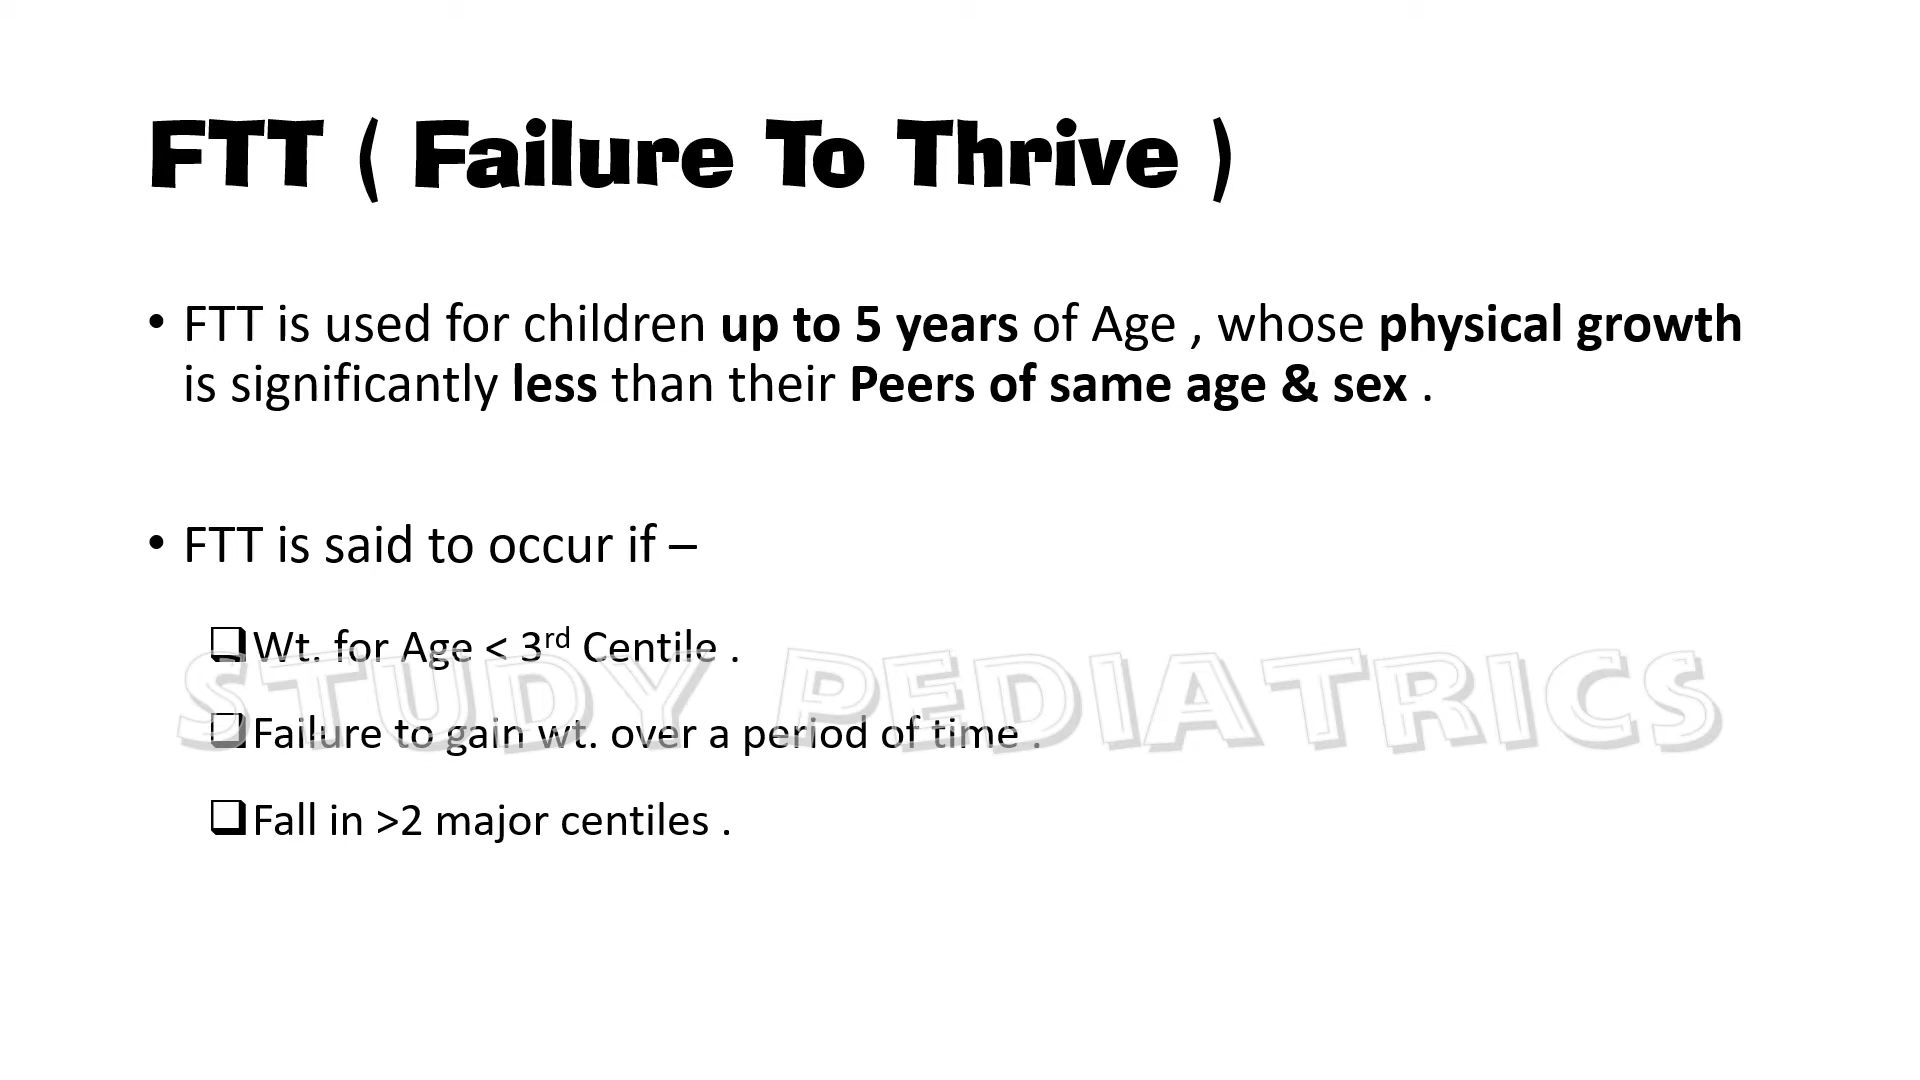 FTT ( Failure To Thrive )
• FTT is used for children up to 5 years of Age , whose physical growth
is significantly less than their Peers of same age & sex .
• FTT is said to occur if –
❑Wt. for Age < 3rd Centile .
STUDY PEDIATRICS
❑Failure to gain wt. over a period of time .
❑Fall in >2 major centiles .